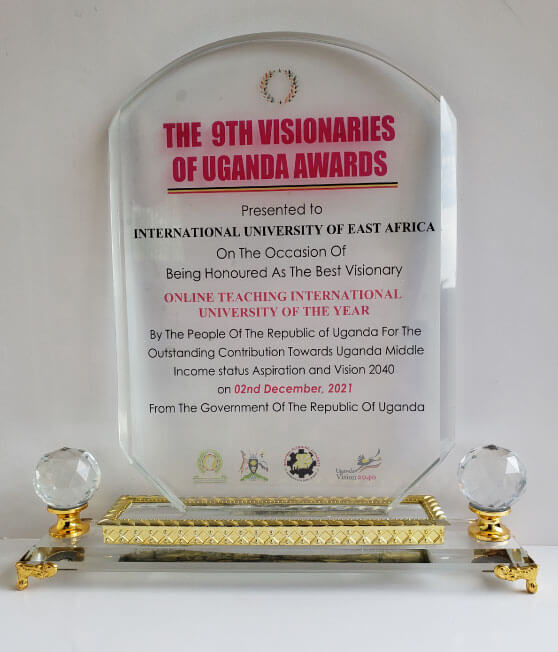 THE 9TH VISIONARIES
OF UGANDA AWARDS
Presented to
INTERNATIONAL UNIVERSITY OF EAST AFRICA
On The Occasion Of
Being Honoured As The Best Visionary
ONLINE TEACHING INTERNATIONAL
UNIVERSITY OF THE YEAR
By The People Of The Republic of Uganda For The
Outstanding Contribution Towards Uganda Middle
Income status Aspiration and Vision 2040
on 02nd December, 2021
From The Government Of The Republic Of Uganda
Uganda
Vision2040